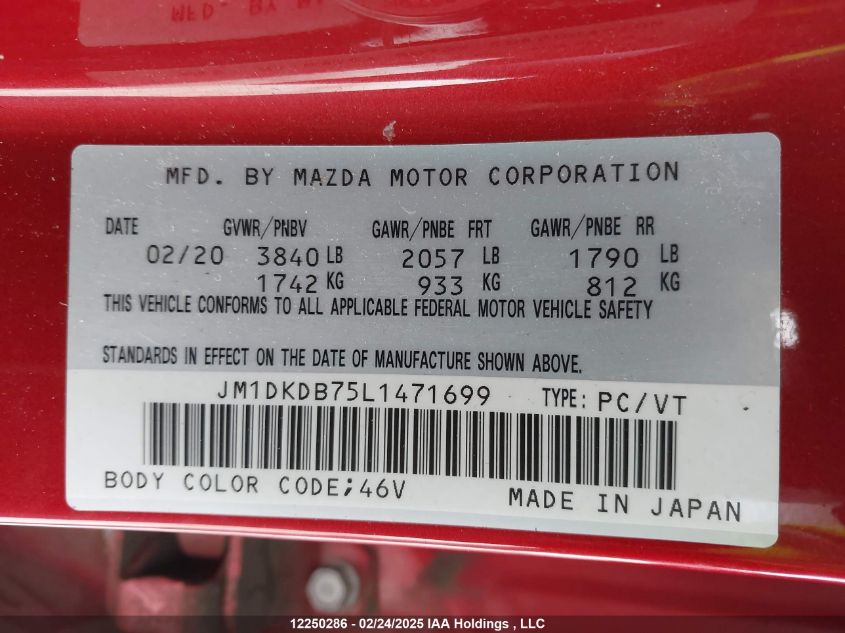 MFD. BY MAZDA MOTOR CORPORATION
DATE GVWR/PNBV GAWR/PNBE FRT GAWR/PNBE RR
02/20 3840 LB 2057 LB 1790 LB
1742 KG 933 KG 812 KG
THIS VEHICLE CONFORMS TO ALL APPLICABLE FEDERAL MOTOR VEHICLE SAFETY
STANDARDS IN EFFECT ON THE DATE OF MANUFACTURE SHOWN ABOVE.
JM1DKDB75L1471699 TYPE: PC/VT
BODY COLOR CODE;46V
MADE IN JAPAN
12250286 - 02/24/2025 IAA Holdings , LLC